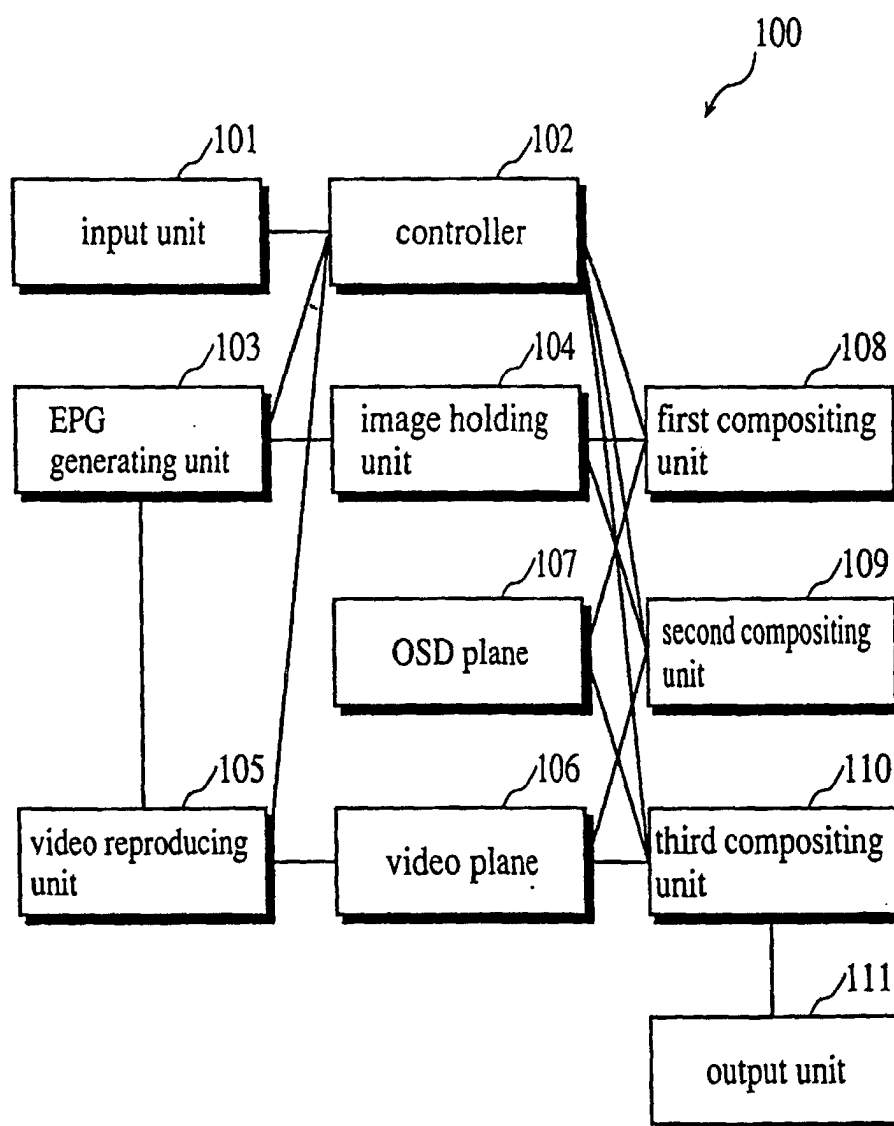 100
101
input unit
102
controller
103
EPG
generating unit
104
image holding
unit
108
first compositing
unit
107
OSD plane
109
second compositing
unit
105
video reproducing
unit
106
video plane
110
third compositing
unit
111
output unit